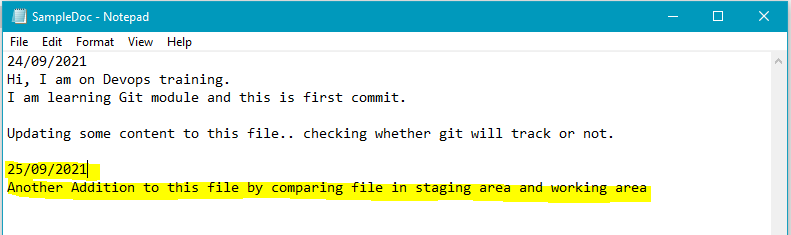 SampleDoc - Notepad
File Edit Format View Help
24/09/2021
Hi, I am on Devops training.
I am learning Git module and this is first commit.
Updating some content to this file.. checking whether git will track or not.
25/09/2021
Another Addition to this file by comparing file in staging area and working area